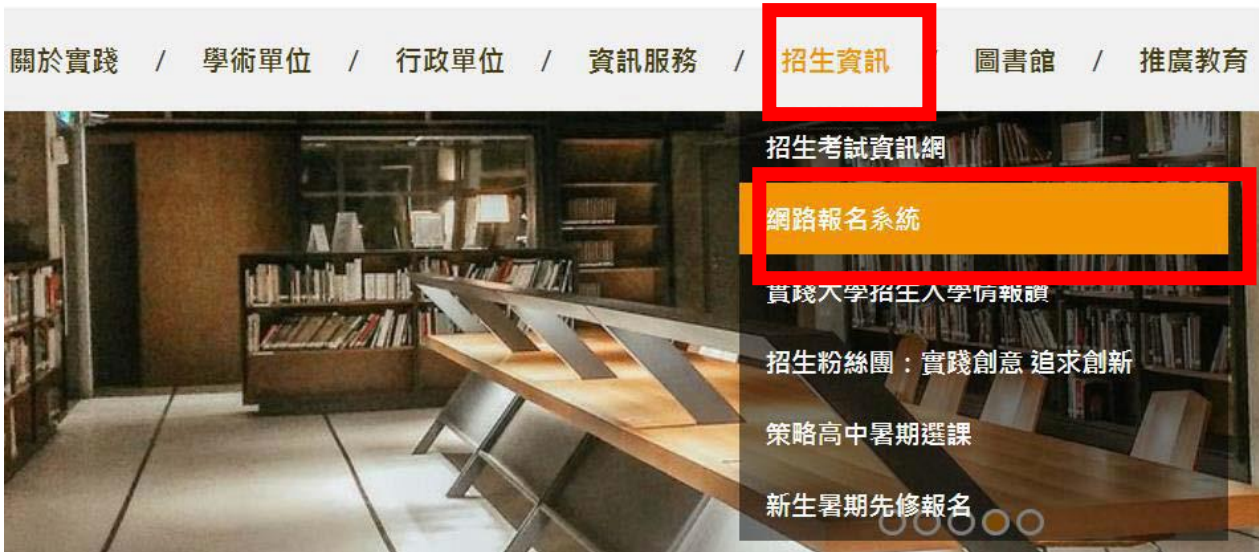 關於實踐 / 學術單位 / 行政單位 / 資訊服務 / 招生資訊 / 圖書館 / 推廣教育
招生考試資訊網
網路報名系統
實踐大學招生入學情報讚
招生粉絲團：實踐創意 追求創新
策略高中暑期選課
新生暑期先修報名